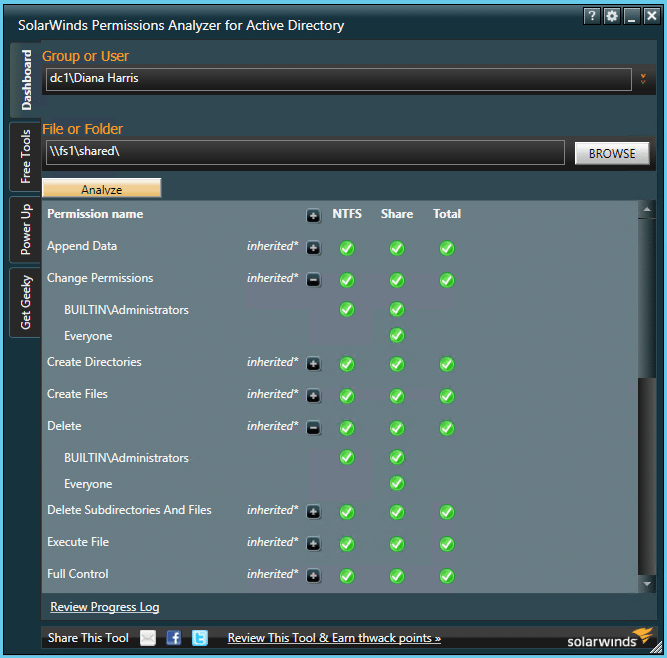 SolarWinds Permissions Analyzer for Active Directory
Dashboard
Free Tools
Power Up
Get Geeky
Group or User
dc1\Diana Harris
File or Folder
\\fs1\shared\
BROWSE
Analyze
Permission name NTFS Share Total
Append Data inherited*
Change Permissions inherited*
BUILTIN\Administrators
Everyone
Create Directories inherited*
Create Files inherited*
Delete inherited*
BUILTIN\Administrators
Everyone
Delete Subdirectories And Files inherited*
Execute File inherited*
Full Control inherited*
Review Progress Log
Share This Tool Review This Tool & Earn thwack points »
solarwinds